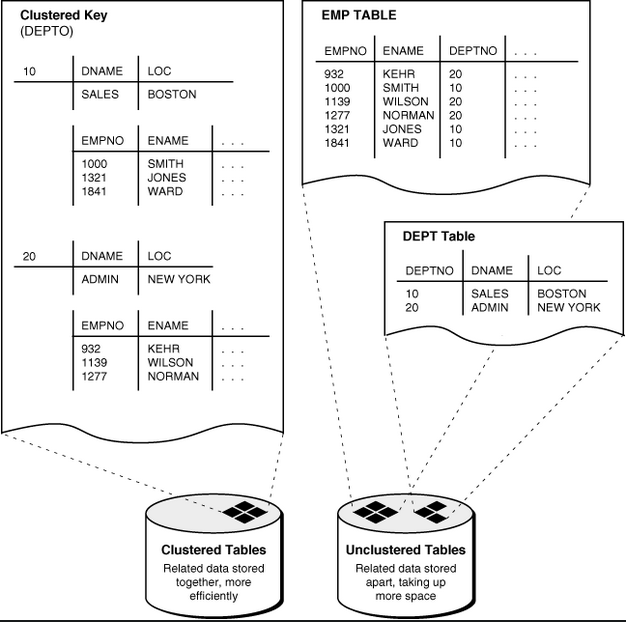 Clustered Key
(DEPTO)
10 DNAME LOC
SALES BOSTON
EMPNO ENAME . . .
1000 SMITH . . .
1321 JONES . . .
1841 WARD . . .
20 DNAME LOC
ADMIN NEW YORK
EMPNO ENAME . . .
932 KEHR . . .
1139 WILSON . . .
1277 NORMAN . . .
EMP TABLE
EMPNO ENAME DEPTNO . . .
932 KEHR 20 . . .
1000 SMITH 10 . . .
1139 WILSON 20 . . .
1277 NORMAN 20 . . .
1321 JONES 10 . . .
1841 WARD 10 . . .
DEPT Table
DEPTNO DNAME LOC
10 SALES BOSTON
20 ADMIN NEW YORK
Clustered Tables
Related data stored
together, more
efficiently
Unclustered Tables
Related data stored
apart, taking up
more space